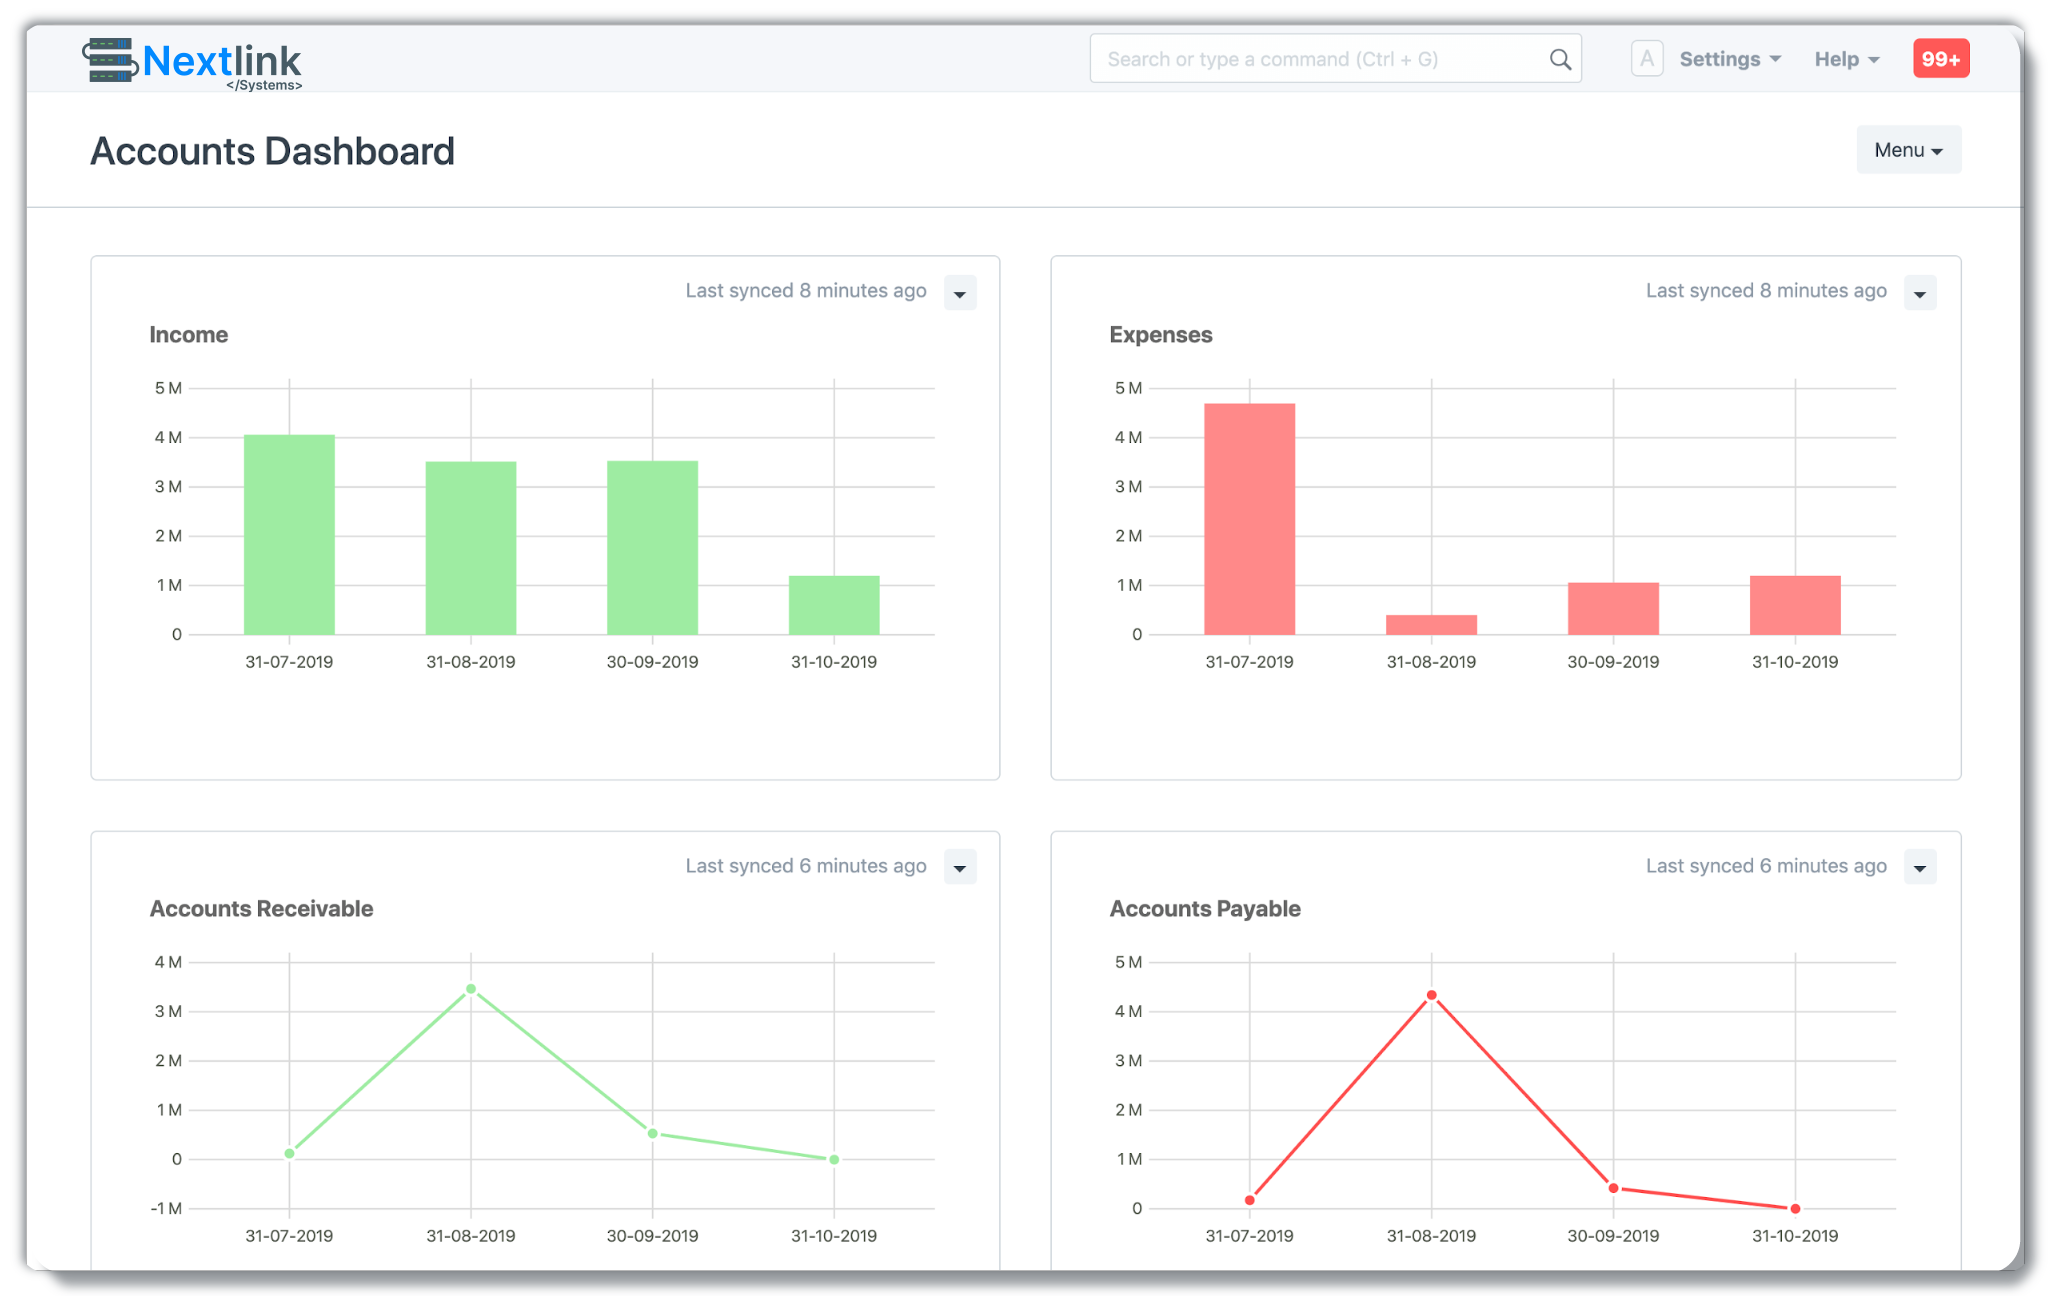 Nextlink
</Systems>
Search or type a command (Ctrl + G)
A
Settings
Help
99+
Accounts Dashboard
Menu
Last synced 8 minutes ago
Income
5 M
4 M
3 M
2 M
1 M
0
31-07-2019 31-08-2019 30-09-2019 31-10-2019
Last synced 8 minutes ago
Expenses
5 M
4 M
3 M
2 M
1 M
0
31-07-2019 31-08-2019 30-09-2019 31-10-2019
Last synced 6 minutes ago
Accounts Receivable
4 M
3 M
2 M
1 M
0
-1 M
31-07-2019 31-08-2019 30-09-2019 31-10-2019
Last synced 6 minutes ago
Accounts Payable
5 M
4 M
3 M
2 M
1 M
0
31-07-2019 31-08-2019 30-09-2019 31-10-2019